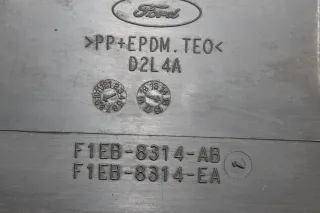 Ford
>PP+EPDM.TEO<
D2L4A
F1EB-8314-AB
F1EB-8314-EA